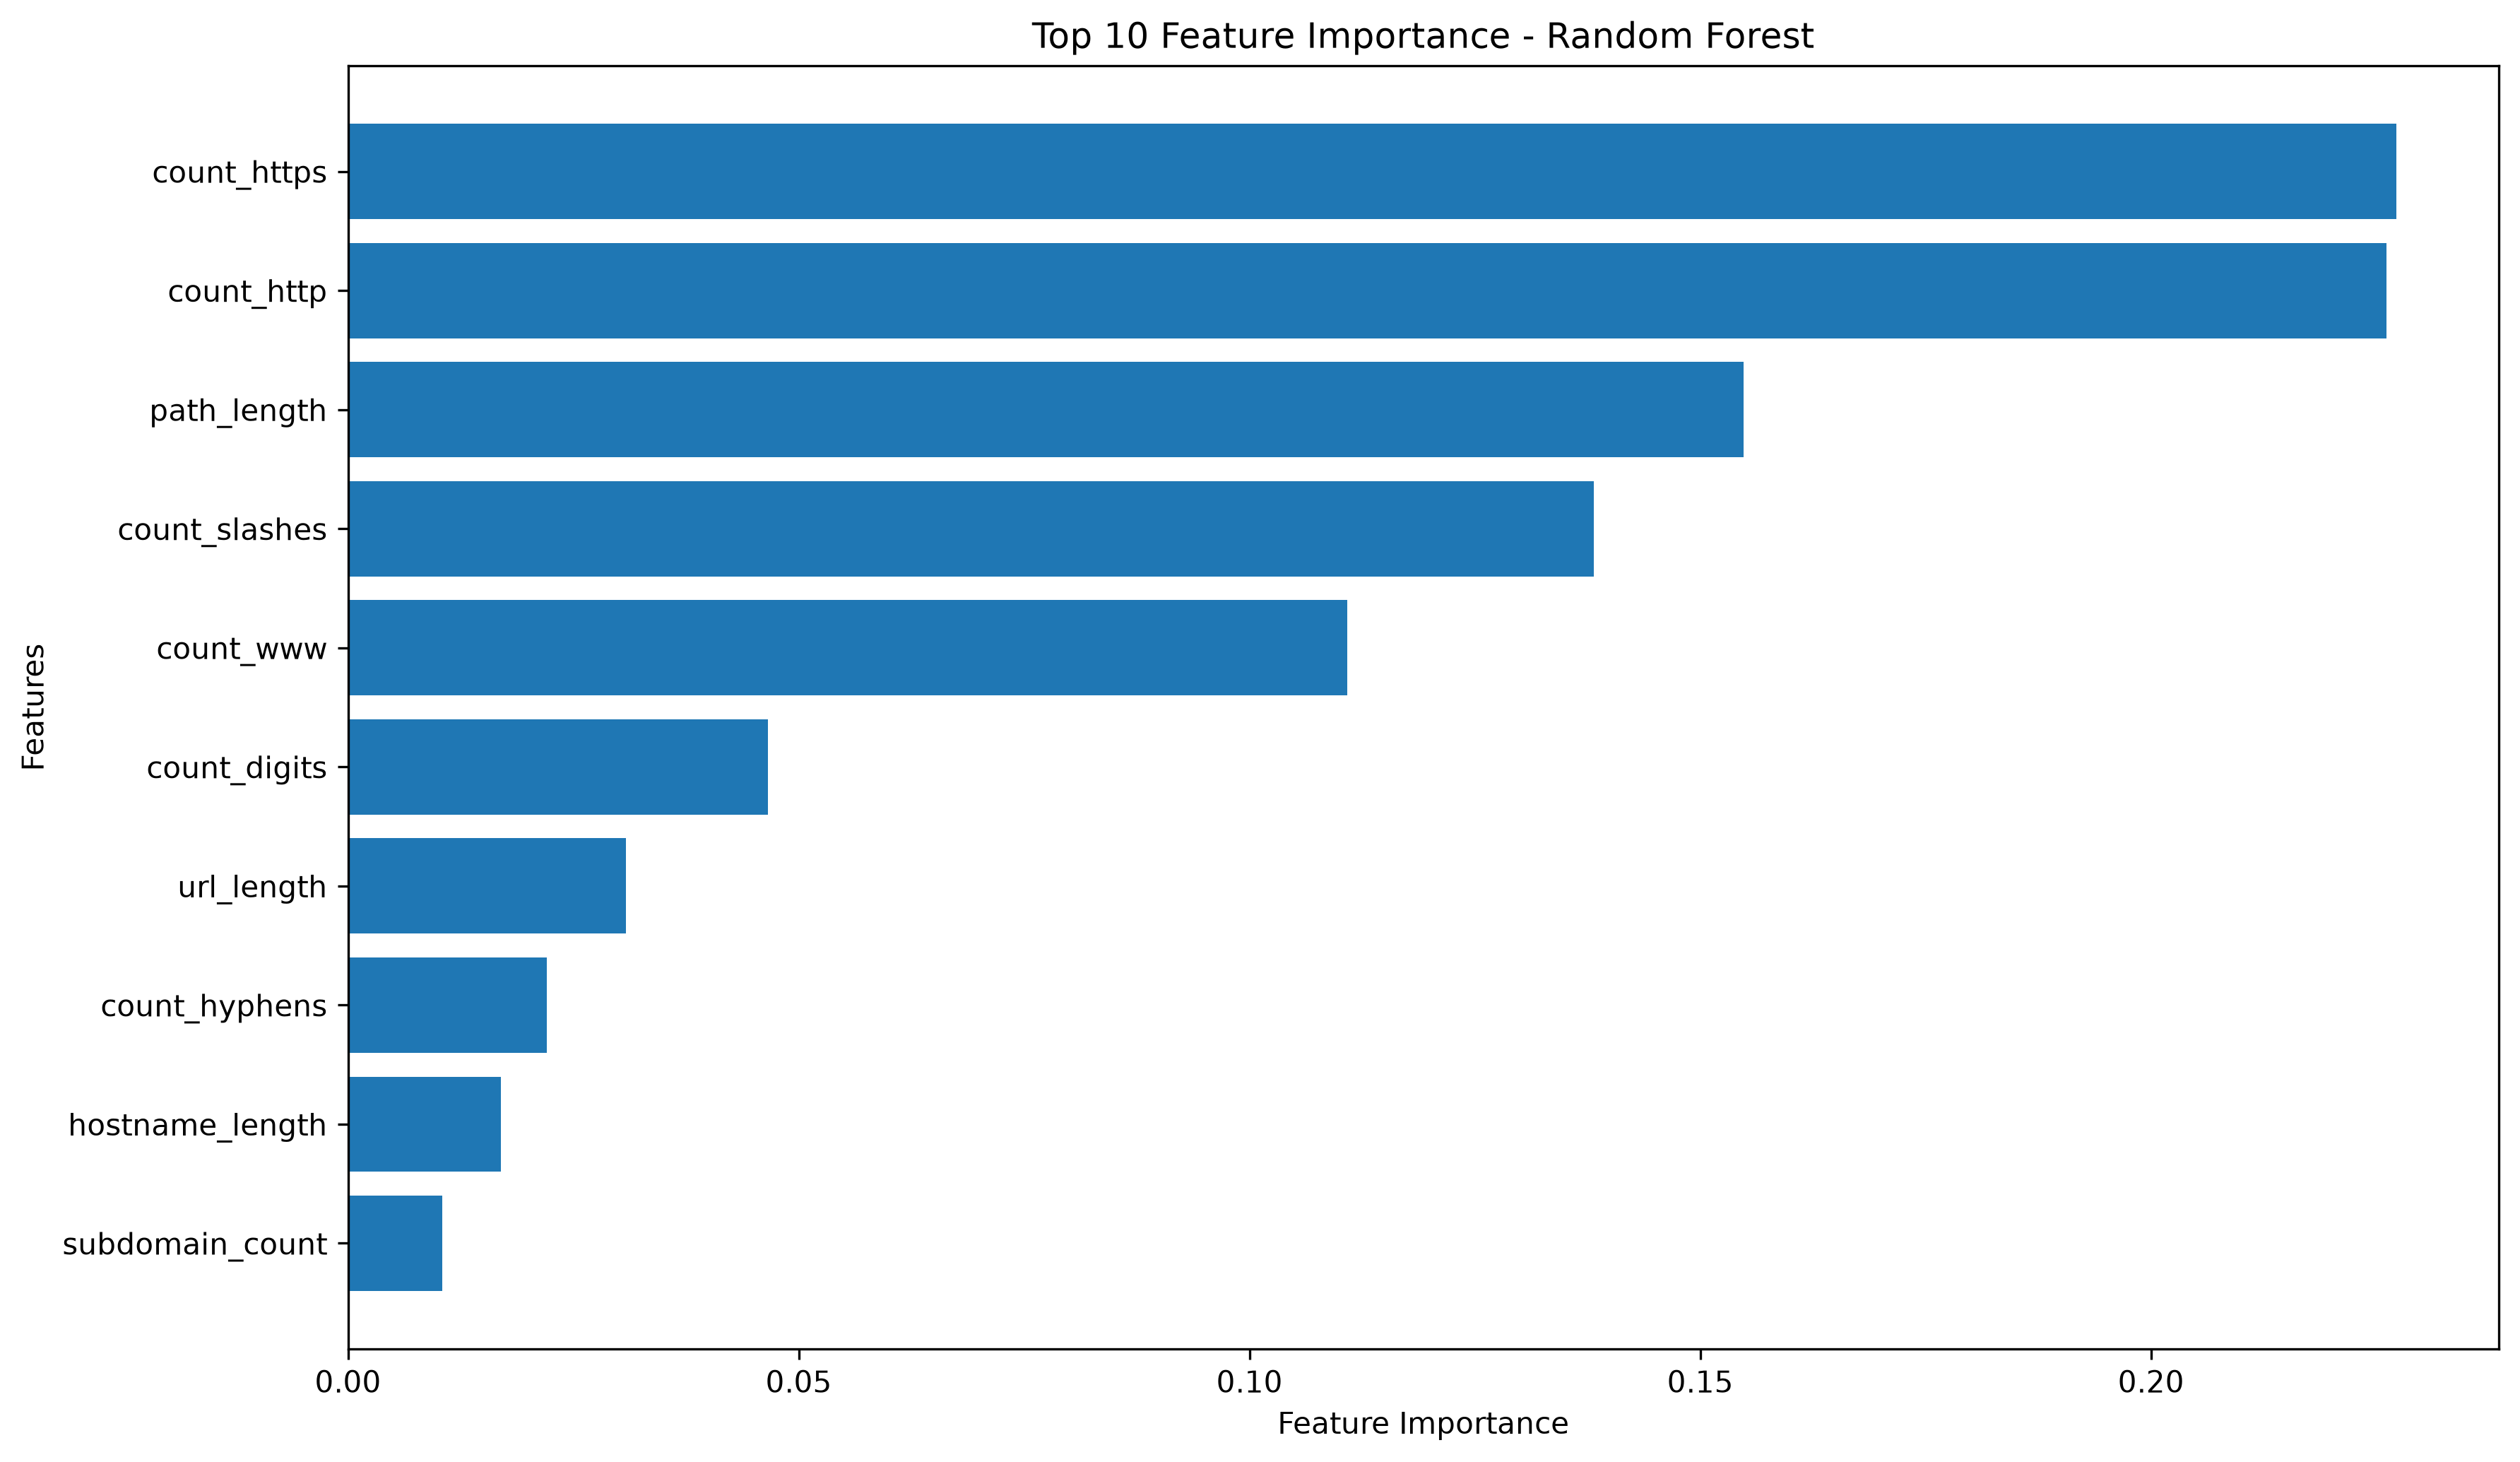 Top 10 Feature Importance - Random Forest
Features
count_https
count_http
path_length
count_slashes
count_www
count_digits
url_length
count_hyphens
hostname_length
subdomain_count
0.00 0.05 0.10 0.15 0.20
Feature Importance